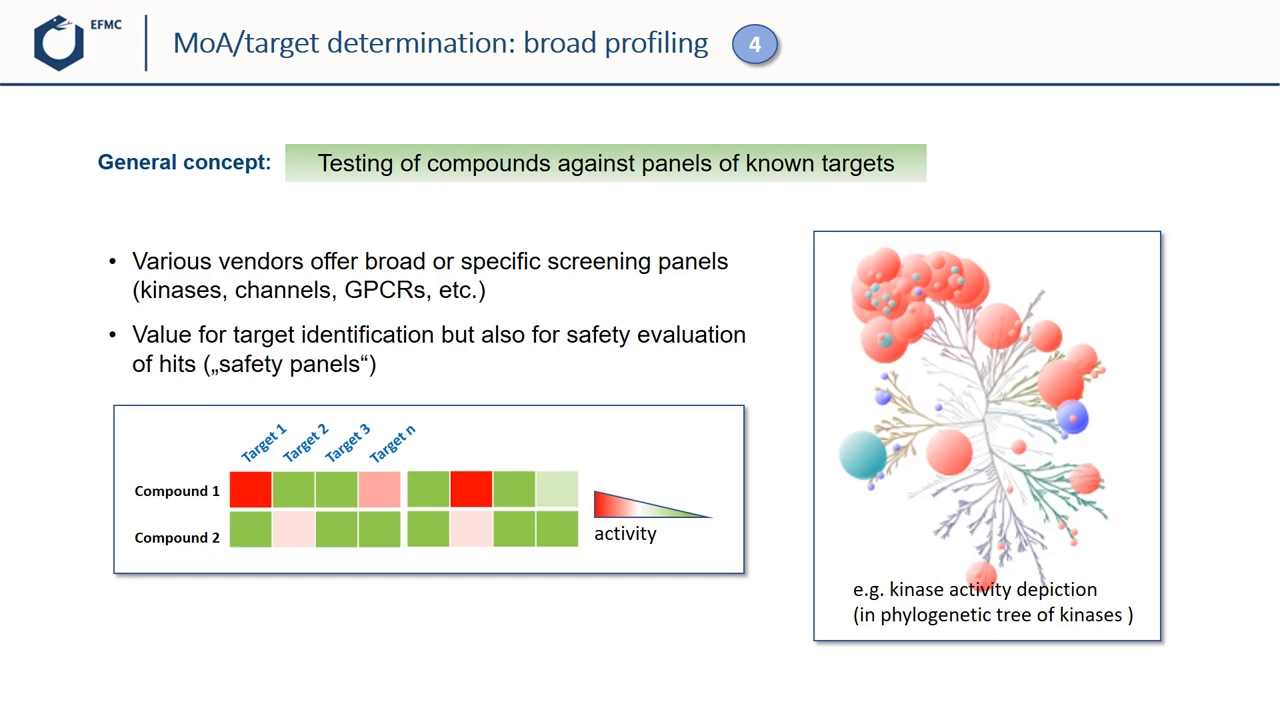 EFMC
MoA/target determination: broad profiling
4
General concept:
Testing of compounds against panels of known targets
• Various vendors offer broad or specific screening panels
(kinases, channels, GPCRs, etc.)
• Value for target identification but also for safety evaluation
of hits („safety panels“)
Target 1
Target 2
Target 3
Target n
Compound 1
Compound 2
activity
e.g. kinase activity depiction
(in phylogenetic tree of kinases )